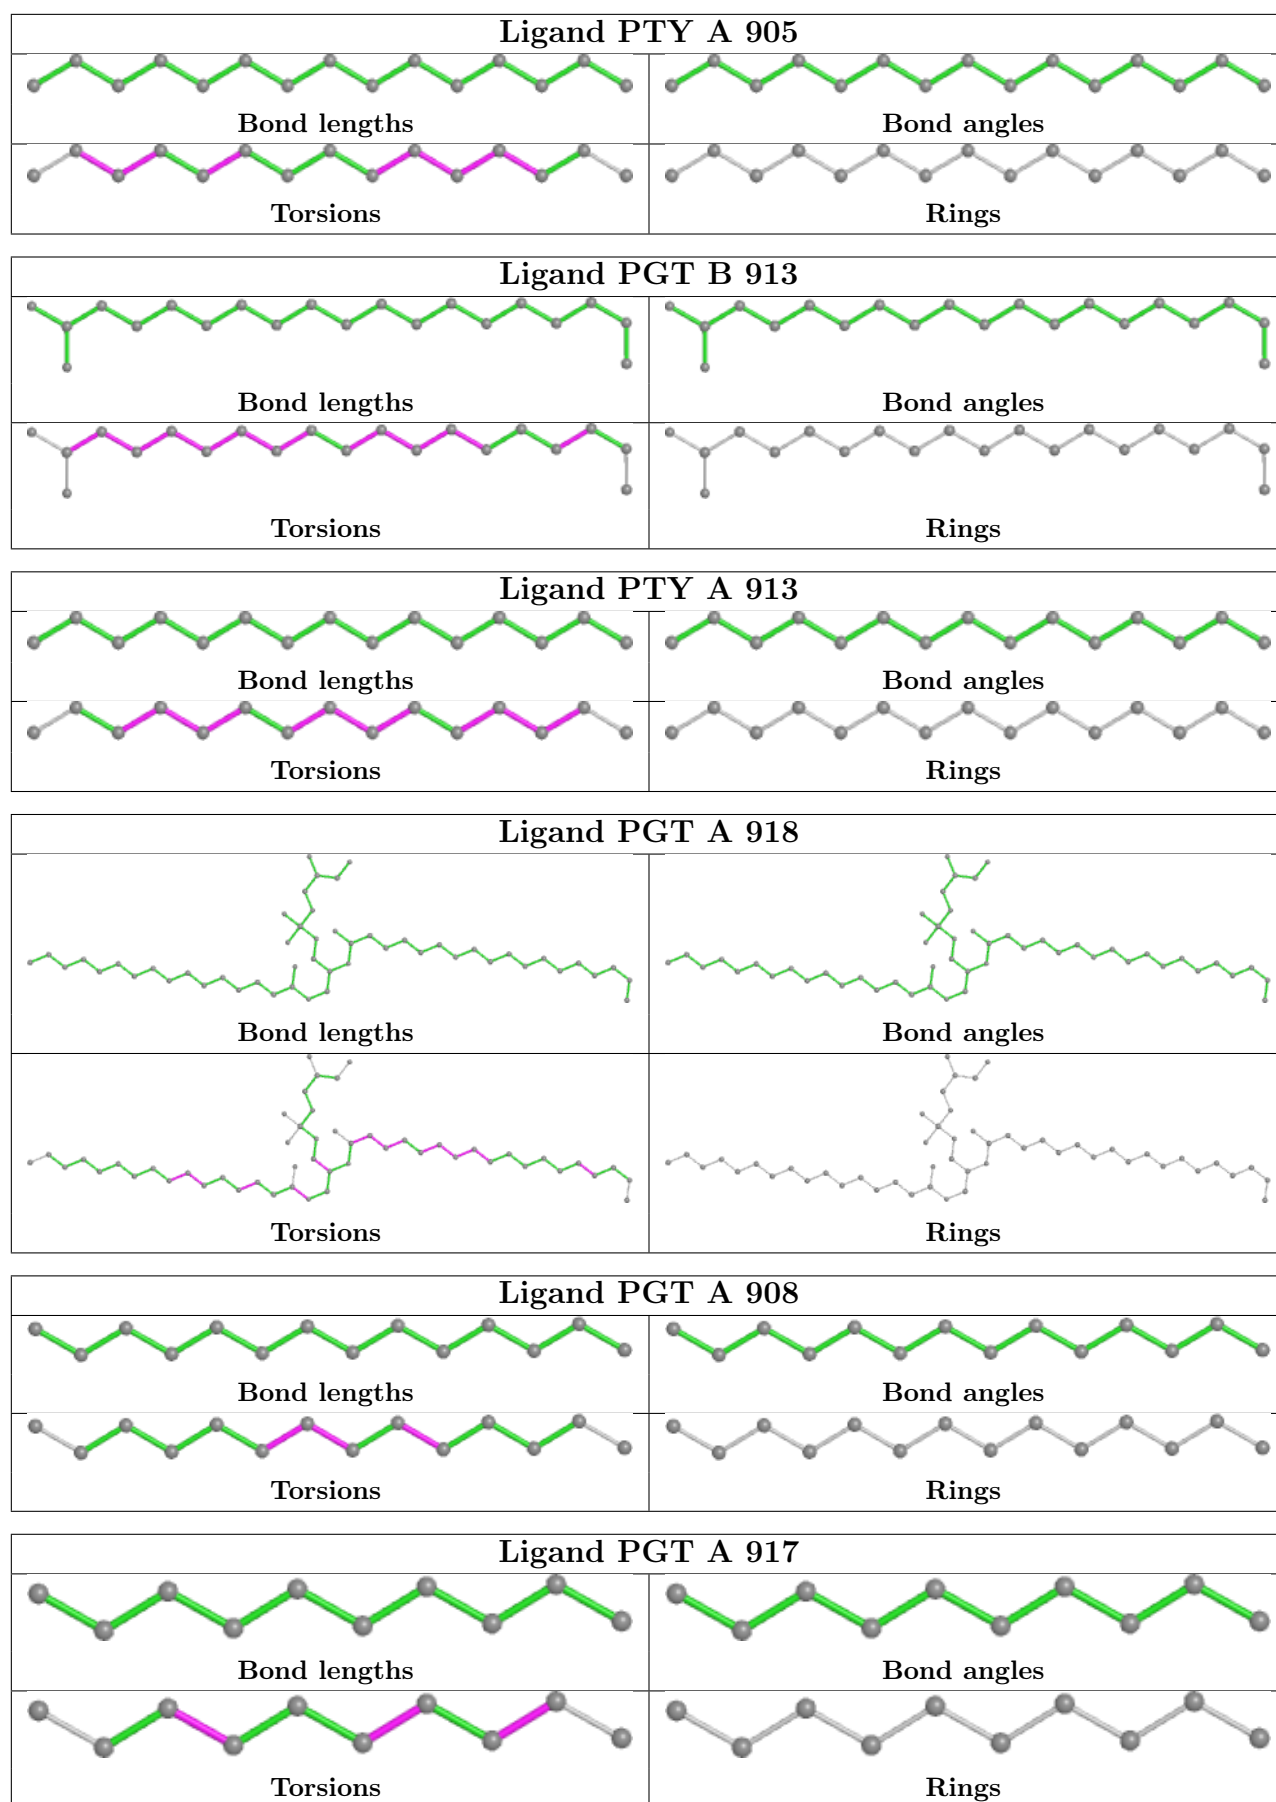 Ligand PTY A 905
Bond lengths Bond angles
Torsions Rings
Ligand PGT B 913
Bond lengths Bond angles
Torsions Rings
Ligand PTY A 913
Bond lengths Bond angles
Torsions Rings
Ligand PGT A 918
Bond lengths Bond angles
Torsions Rings
Ligand PGT A 908
Bond lengths Bond angles
Torsions Rings
Ligand PGT A 917
Bond lengths Bond angles
Torsions Rings